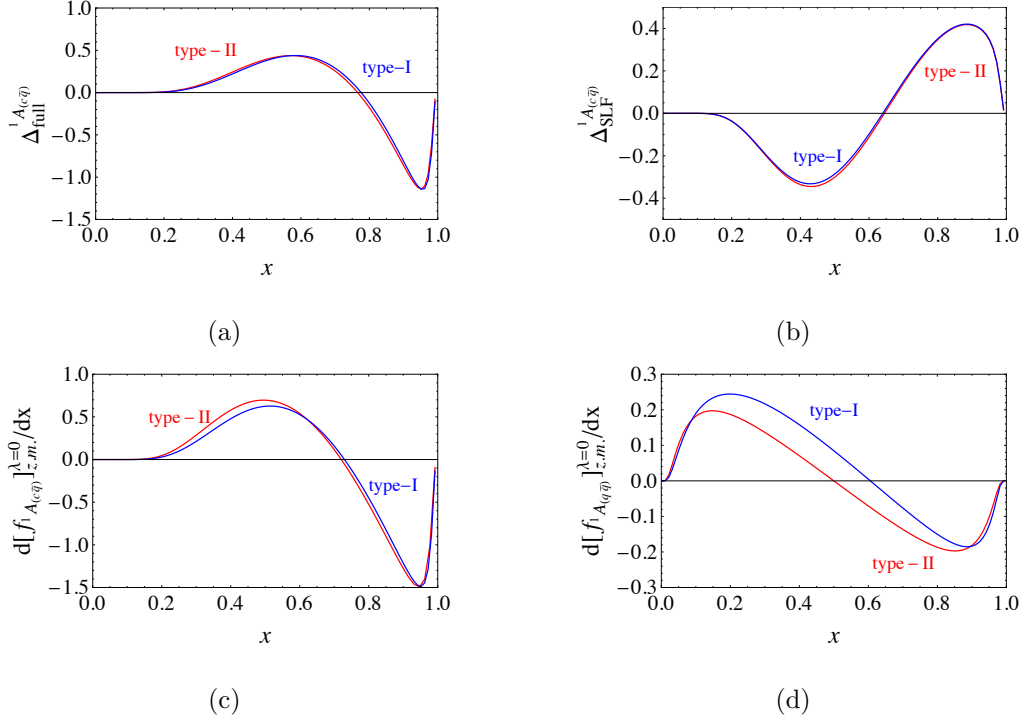 Δ_full^{1A(cq̄)}
1.0
0.5
0.0
−0.5
−1.0
−1.5
type − II
type−I
0.0 0.2 0.4 0.6 0.8 1.0
x
(a)
Δ_SLF^{1A(cq̄)}
0.4
0.2
0.0
−0.2
−0.4
type − II
type−I
0.0 0.2 0.4 0.6 0.8 1.0
x
(b)
d[f_{1A(cq̄)}]_{z.m.}^{λ=0}/dx
1.0
0.5
0.0
−0.5
−1.0
−1.5
type − II
type−I
0.0 0.2 0.4 0.6 0.8 1.0
x
(c)
d[f_{1A(qq̄)}]_{z.m.}^{λ=0}/dx
0.3
0.2
0.1
0.0
−0.1
−0.2
−0.3
type−I
type − II
0.0 0.2 0.4 0.6 0.8 1.0
x
(d)